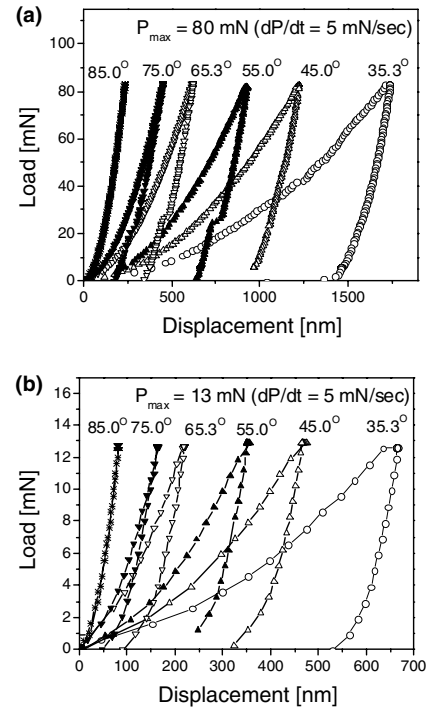 (a)
P_max = 80 mN (dP/dt = 5 mN/sec)
85.0° 75.0° 65.3° 55.0° 45.0° 35.3°
100
80
60
40
20
0
Load [mN]
0 500 1000 1500
Displacement [nm]
(b)
P_max = 13 mN (dP/dt = 5 mN/sec)
85.0° 75.0° 65.3° 55.0° 45.0° 35.3°
16
14
12
10
8
6
4
2
0
Load [mN]
0 100 200 300 400 500 600 700
Displacement [nm]